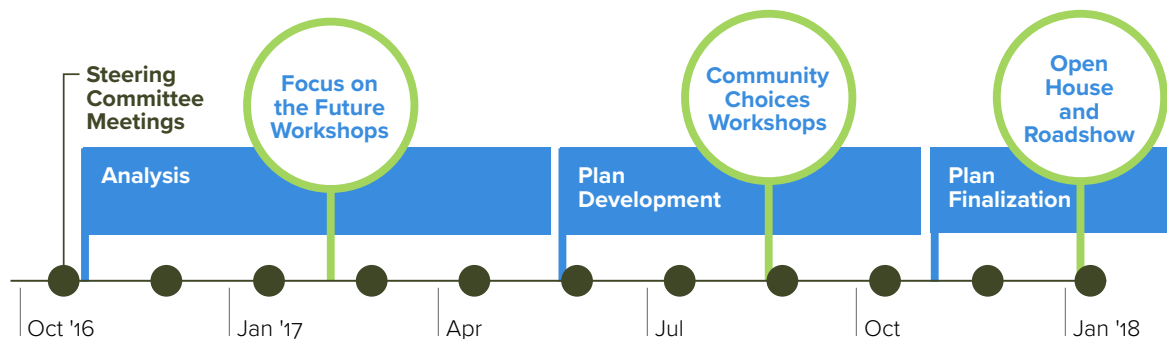 Steering
Committee
Meetings
Focus on
the Future
Workshops
Community
Choices
Workshops
Open
House
and
Roadshow
Analysis
Plan
Development
Plan
Finalization
Oct '16
Jan '17
Apr
Jul
Oct
Jan '18